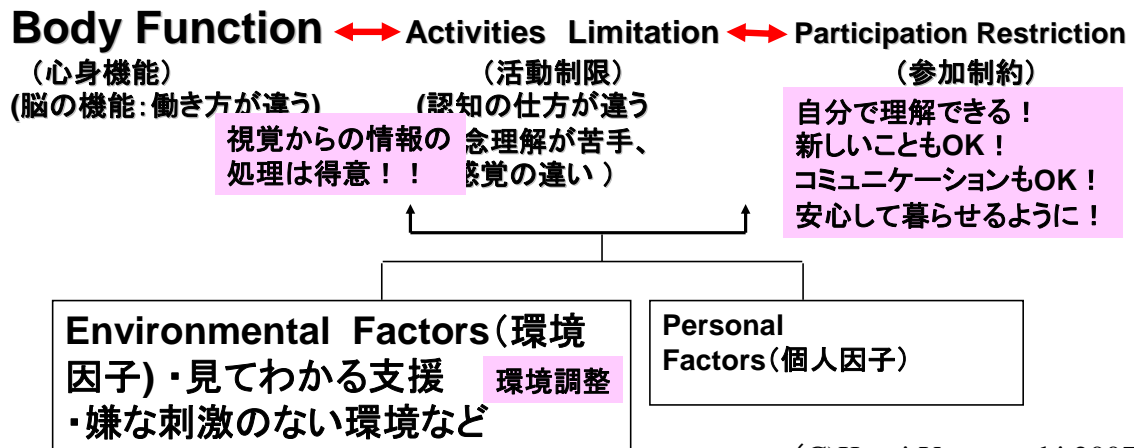 Body Function Activities Limitation Participation Restriction
（心身機能） （活動制限） （参加制約）
(脳の機能：働き方が違う) (認知の仕方が違う
念理解が苦手、
感覚の違い )
視覚からの情報の
処理は得意！！
自分で理解できる！
新しいこともOK！
コミュニケーションもOK！
安心して暮らせるように！
Environmental Factors（環境
因子）・見てわかる支援
・嫌な刺激のない環境など
環境調整
Personal
Factors（個人因子）